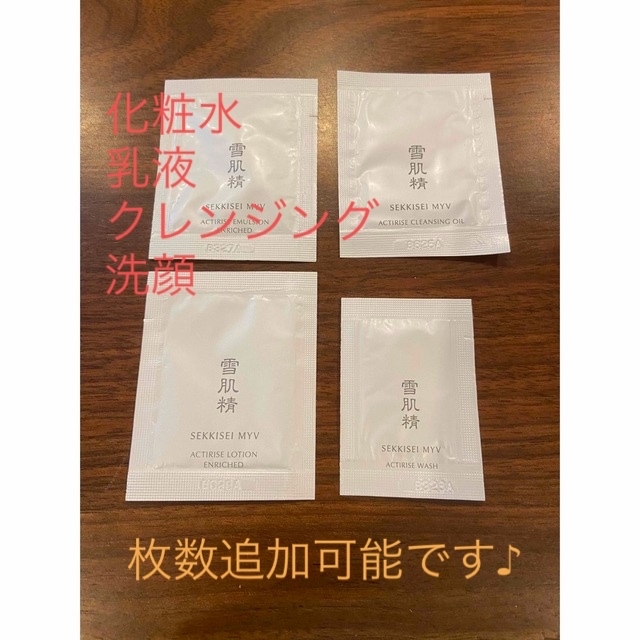 化粧水
乳液
クレンジング
洗顔
雪肌精
SEKKISEI MYV
ACTIRISE EMULSION
ENRICHED
雪肌精
SEKKISEI MYV
ACTIRISE CLEANSING OIL
B625A
雪肌精
SEKKISEI MYV
ACTIRISE LOTION
ENRICHED
雪肌精
SEKKISEI MYV
ACTIRISE WASH
枚数追加可能です♪